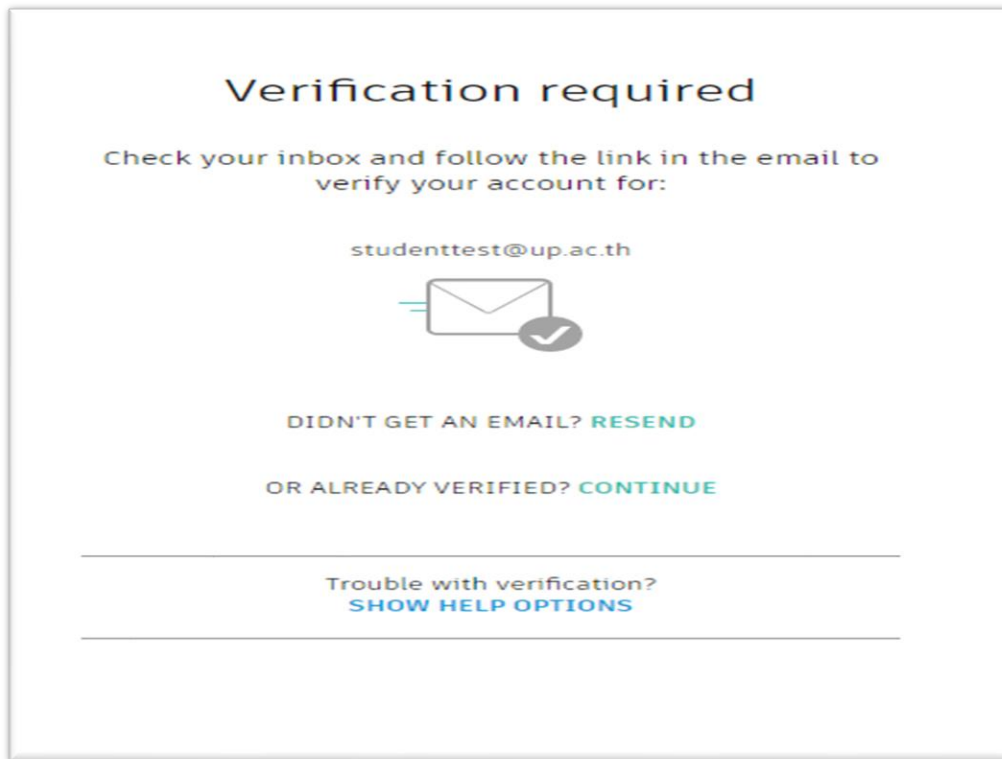 Verification required
Check your inbox and follow the link in the email to
verify your account for:
studenttest@up.ac.th
DIDN'T GET AN EMAIL? RESEND
OR ALREADY VERIFIED? CONTINUE
Trouble with verification?
SHOW HELP OPTIONS